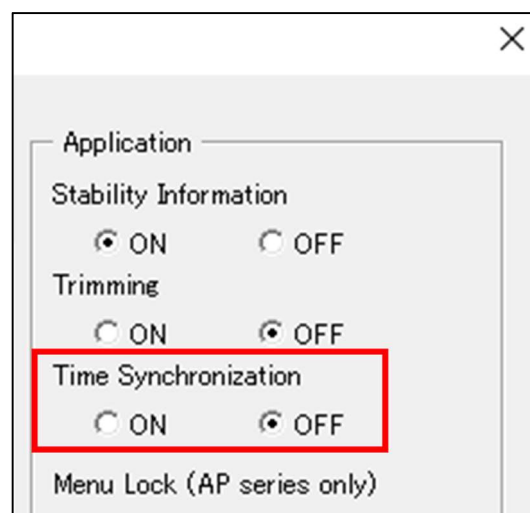 Application
Stability Information
ON OFF
Trimming
ON OFF
Time Synchronization
ON OFF
Menu Lock (AP series only)